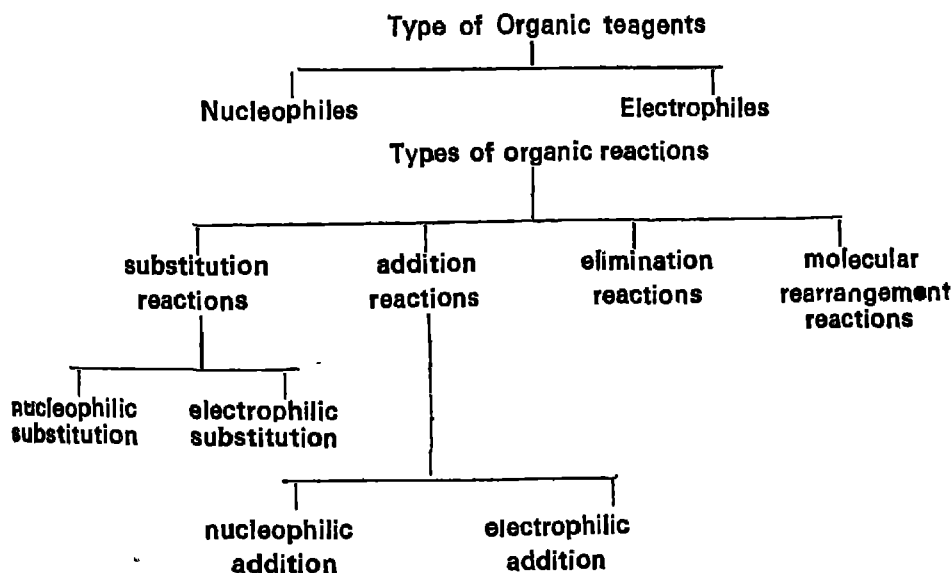 Type of Organic teagents
Nucleophiles Electrophiles
Types of organic reactions
substitution reactions
addition reactions
elimination reactions
molecular rearrangement reactions
nucleophilic substitution
electrophilic substitution
nucleophilic addition
electrophilic addition